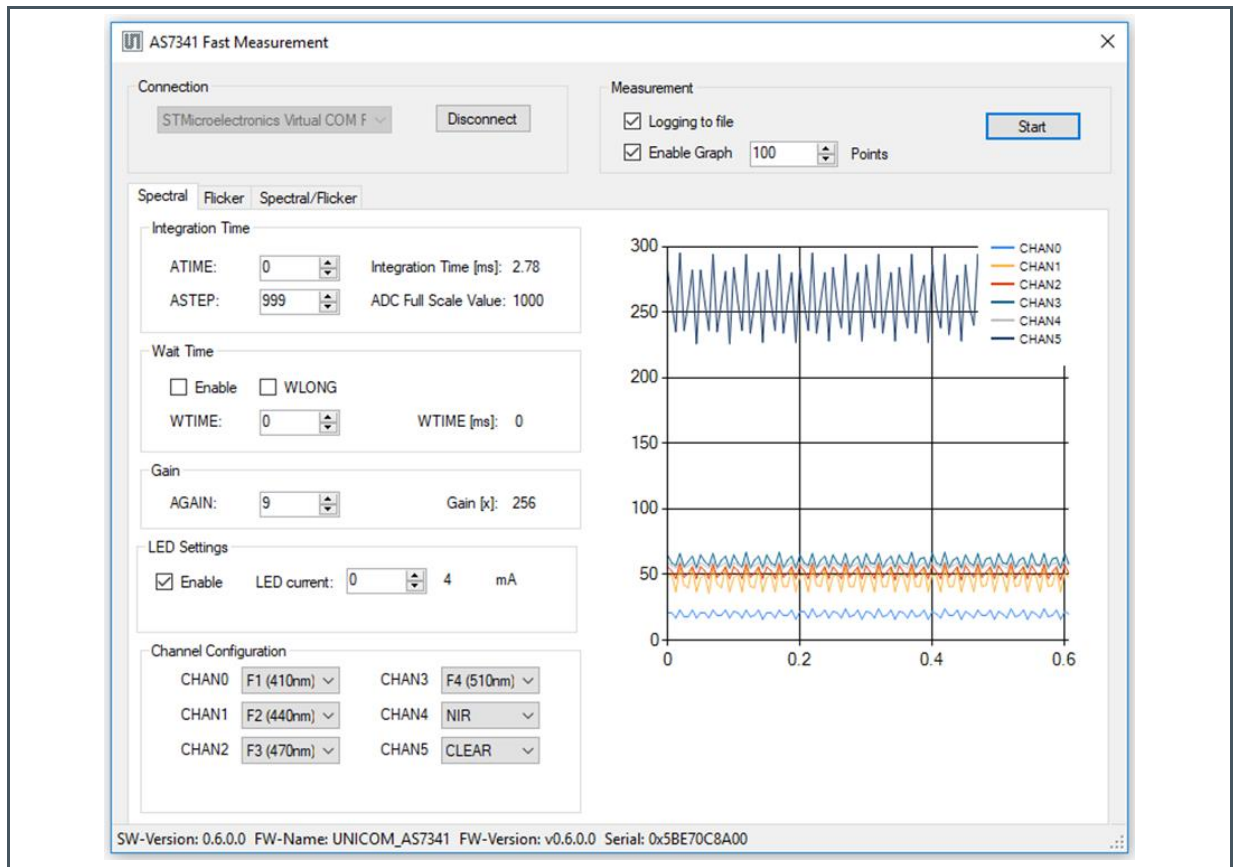 AS7341 Fast Measurement
Connection
STMicroelectronics Virtual COM F
Disconnect
Measurement
Logging to file
Enable Graph 100 Points
Start
Spectral Flicker Spectral/Flicker
Integration Time
ATIME: 0 Integration Time [ms]: 2.78
ASTEP: 999 ADC Full Scale Value: 1000
Wait Time
Enable WLONG
WTIME: 0 WTIME [ms]: 0
Gain
AGAIN: 9 Gain [x]: 256
LED Settings
Enable LED current: 0 4 mA
Channel Configuration
CHAN0 F1 (410nm) CHAN3 F4 (510nm)
CHAN1 F2 (440nm) CHAN4 NIR
CHAN2 F3 (470nm) CHAN5 CLEAR
300
250
200
150
100
50
0
0 0.2 0.4 0.6
CHAN0
CHAN1
CHAN2
CHAN3
CHAN4
CHAN5
SW-Version: 0.6.0.0 FW-Name: UNICOM_AS7341 FW-Version: v0.6.0.0 Serial: 0x5BE70C8A00